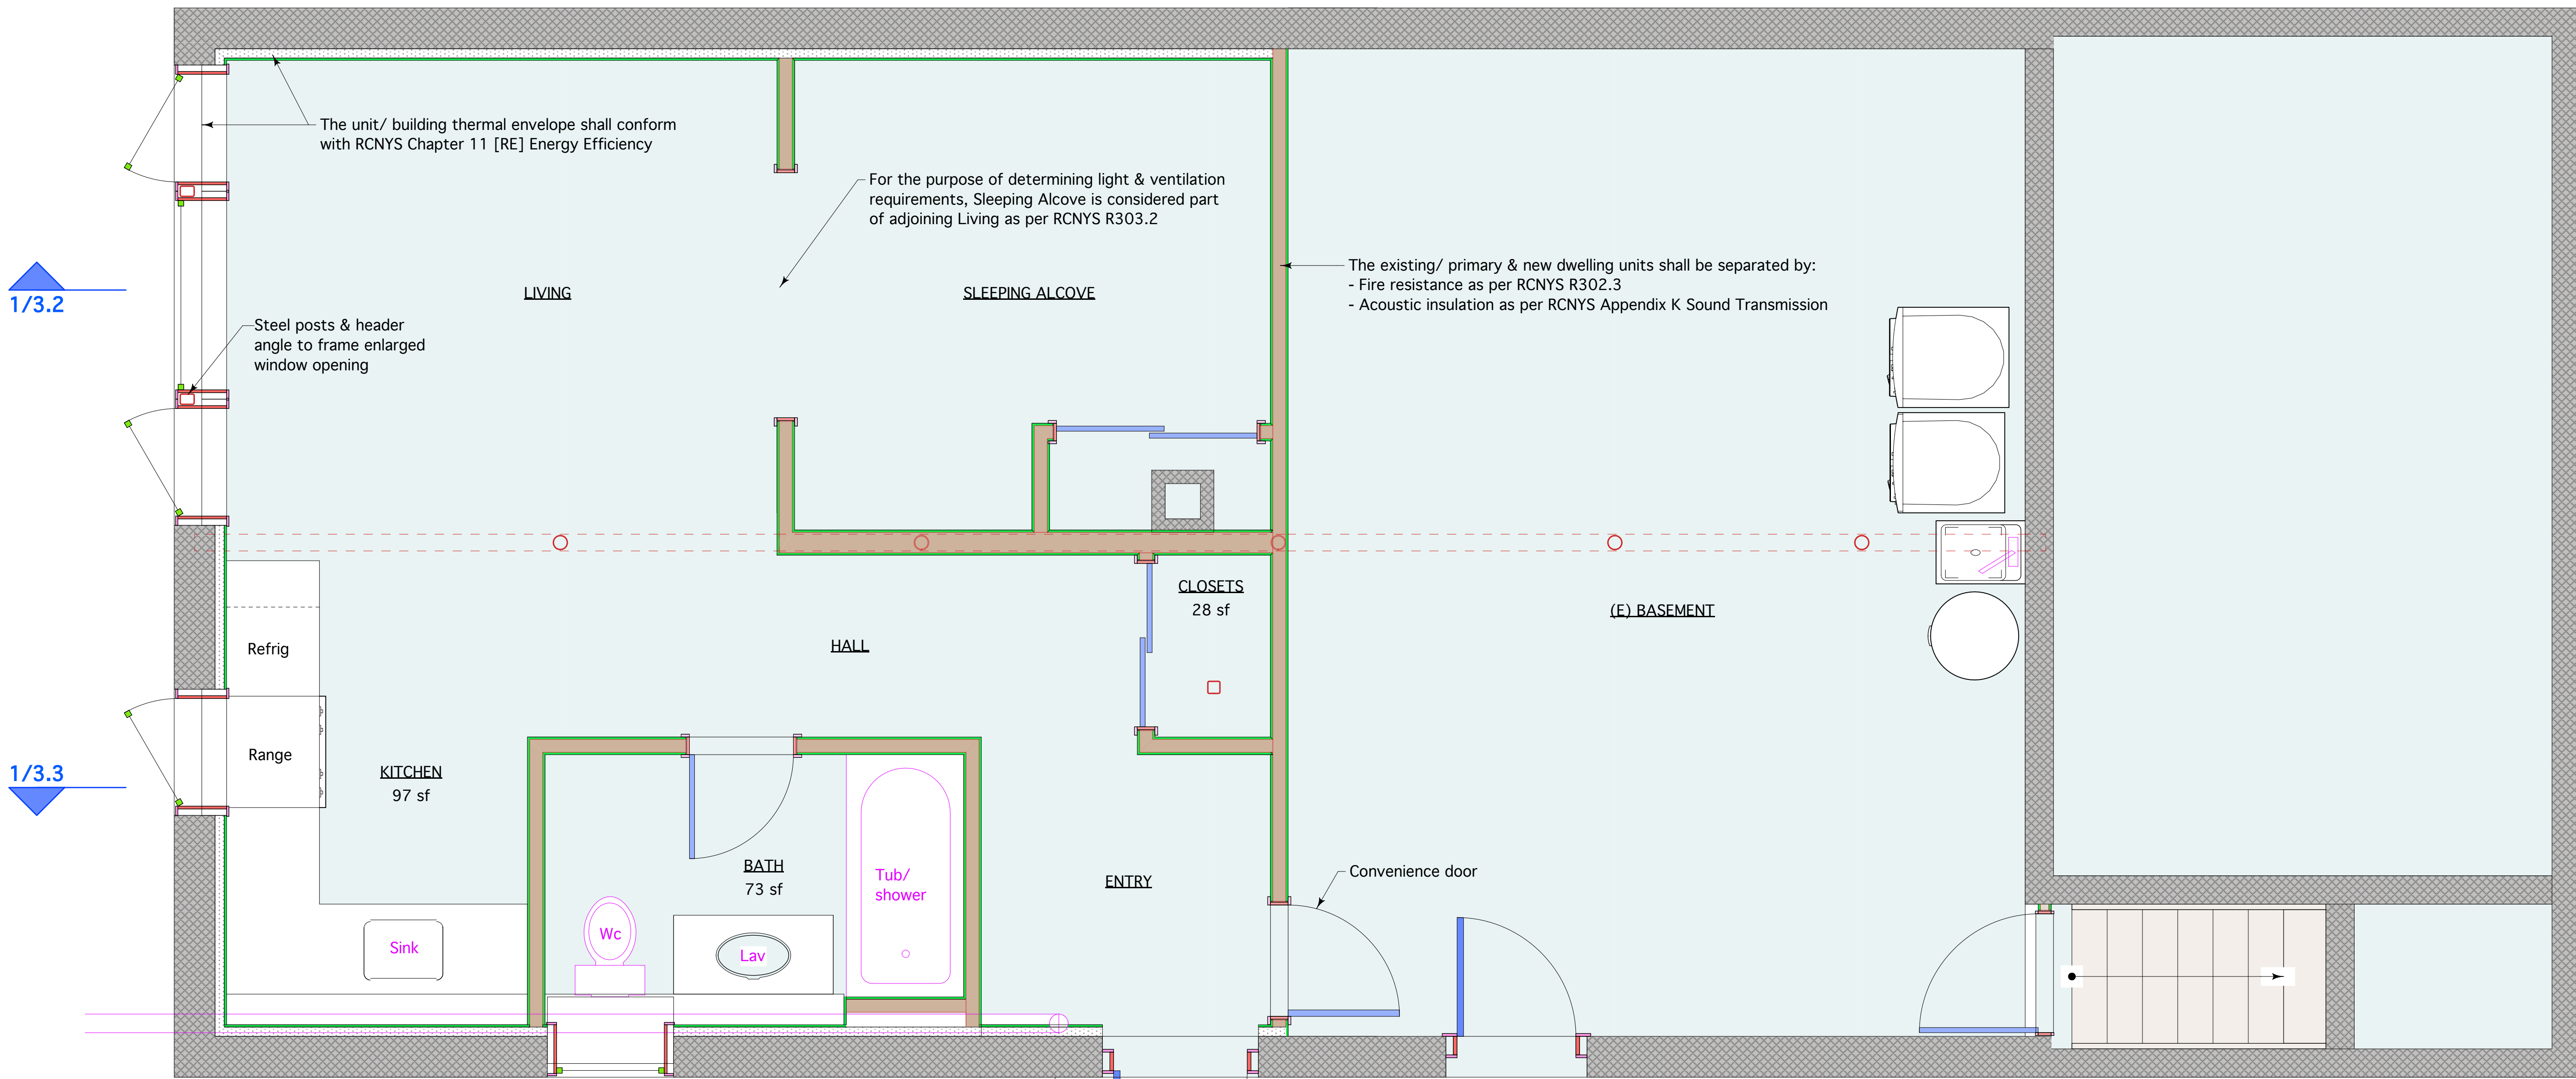 The unit/ building thermal envelope shall conform
with RCNYS Chapter 11 [RE] Energy Efficiency
For the purpose of determining light & ventilation
requirements, Sleeping Alcove is considered part
of adjoining Living as per RCNYS R303.2
The existing/ primary & new dwelling units shall be separated by:
- Fire resistance as per RCNYS R302.3
- Acoustic insulation as per RCNYS Appendix K Sound Transmission
1/3.2
LIVING
SLEEPING ALCOVE
Steel posts & header
angle to frame enlarged
window opening
CLOSETS
28 sf
(E) BASEMENT
HALL
Refrig
Range
1/3.3
KITCHEN
97 sf
BATH
73 sf
Tub/
shower
ENTRY
Convenience door
Wc
Lav
Sink